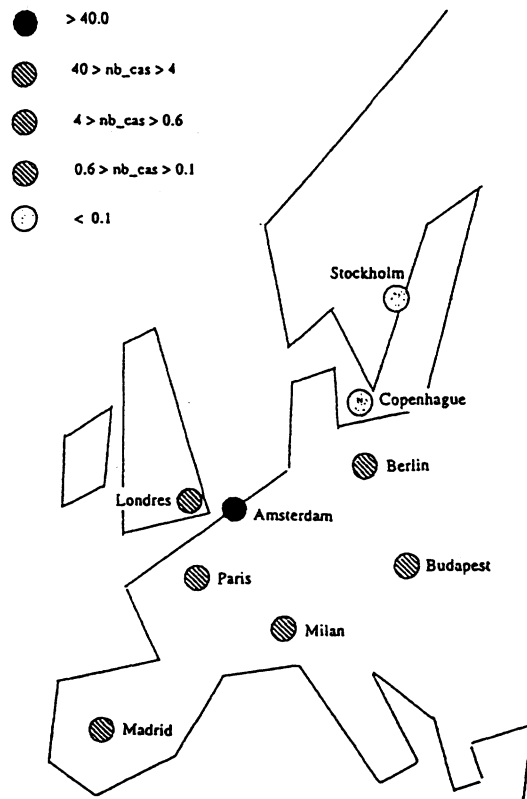 > 40.0
40 > nb_cas > 4
4 > nb_cas > 0.6
0.6 > nb_cas > 0.1
< 0.1
Stockholm
Copenhague
Berlin
Londres
Amsterdam
Budapest
Paris
Milan
Madrid